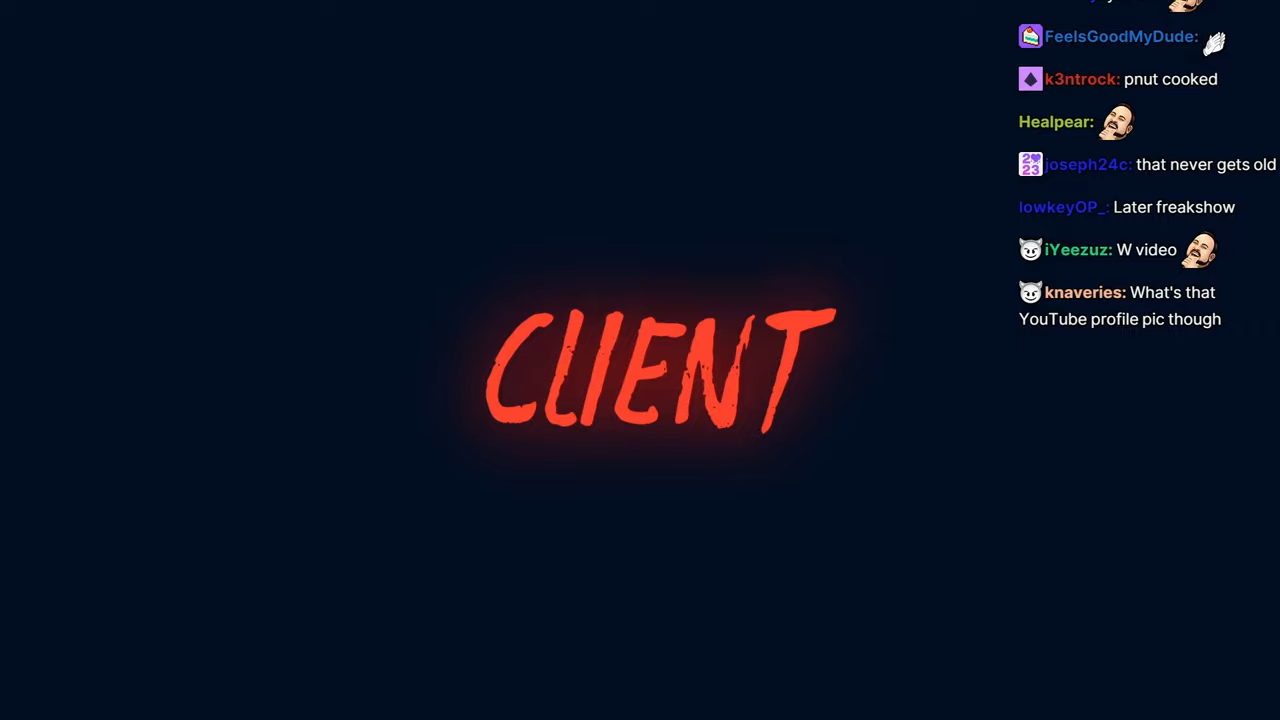 FeelsGoodMyDude:
k3ntrock: pnut cooked
Healpear:
2023 joseph24c: that never gets old
lowkeyOP_: Later freakshow
iYeezuz: W video
knaveries: What's that
YouTube profile pic though
CLIENT